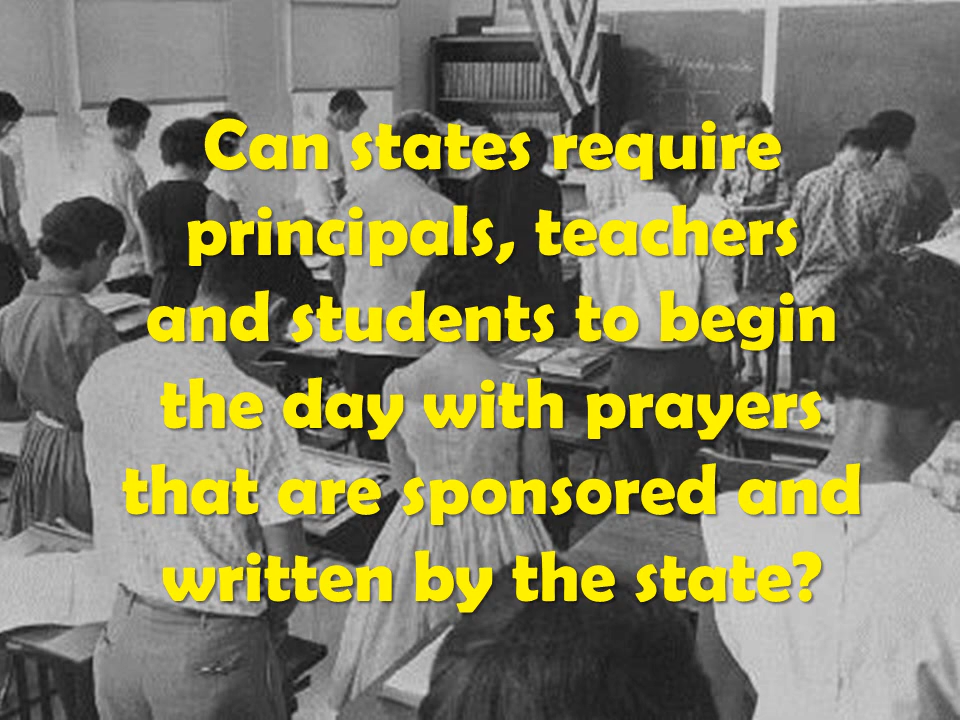 Can states require
principals, teachers
and students to begin
the day with prayers
that are sponsored and
written by the state?